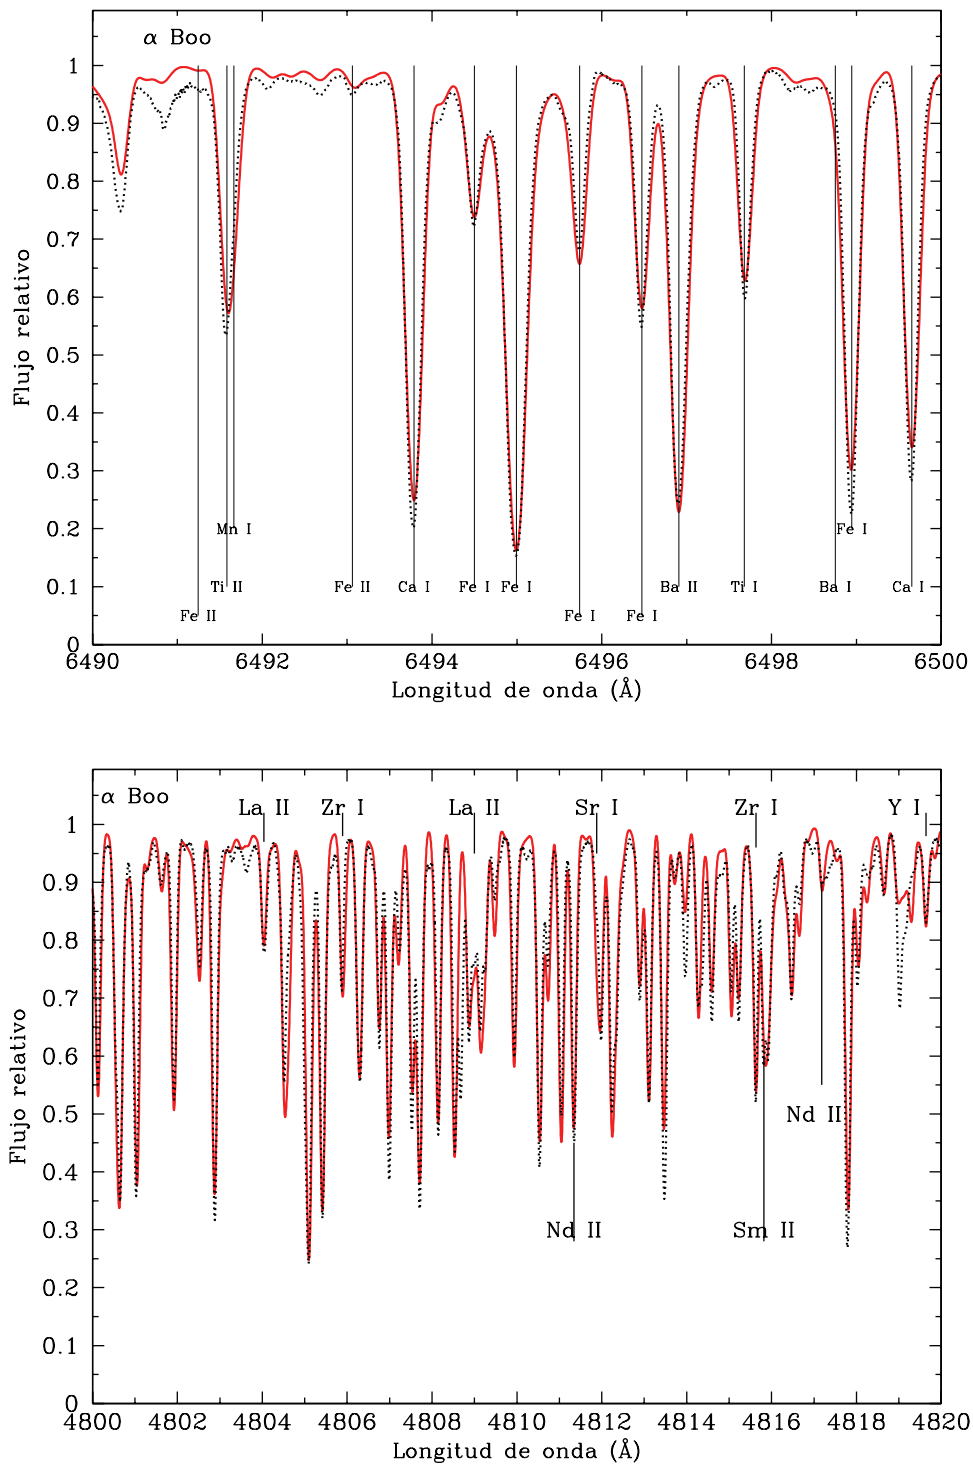 α Boo
1
0.9
0.8
0.7
0.6
0.5
0.4
0.3
0.2
0.1
0
Flujo relativo
Mn I
Fe I
Ti II
Fe II
Ca I
Fe I
Fe I
Ba II
Ti I
Ba I
Ca I
Fe II
Fe I
Fe I
6490
6492
6494
6496
6498
6500
Longitud de onda (Å)
α Boo
La II
Zr I
La II
Sr I
Zr I
Y I
1
0.9
0.8
0.7
0.6
0.5
0.4
0.3
0.2
0.1
0
Flujo relativo
Nd II
Nd II
Sm II
4800
4802
4804
4806
4808
4810
4812
4814
4816
4818
4820
Longitud de onda (Å)